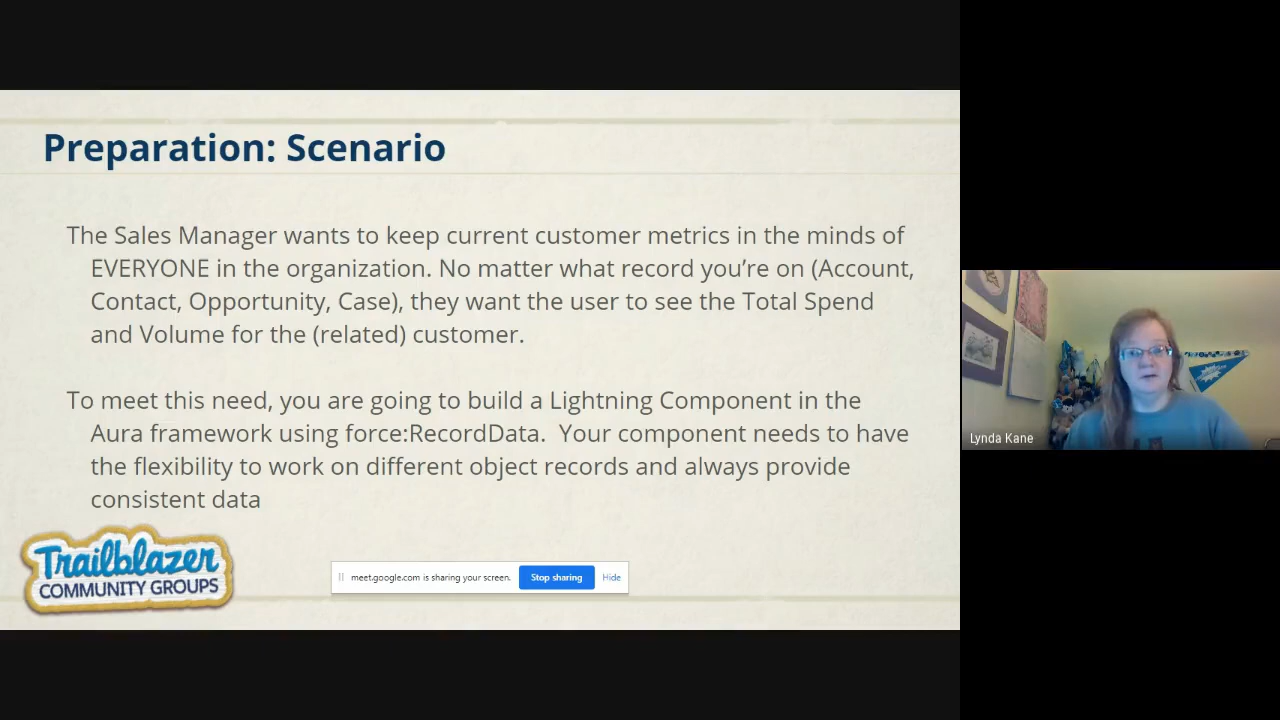 Preparation: Scenario
The Sales Manager wants to keep current customer metrics in the minds of
EVERYONE in the organization. No matter what record you’re on (Account,
Contact, Opportunity, Case), they want the user to see the Total Spend
and Volume for the (related) customer.
To meet this need, you are going to build a Lightning Component in the
Aura framework using force:RecordData.  Your component needs to have
the flexibility to work on different object records and always provide
consistent data
Trailblazer
COMMUNITY GROUPS
meet.google.com is sharing your screen.
Stop sharing
Hide
Lynda Kane